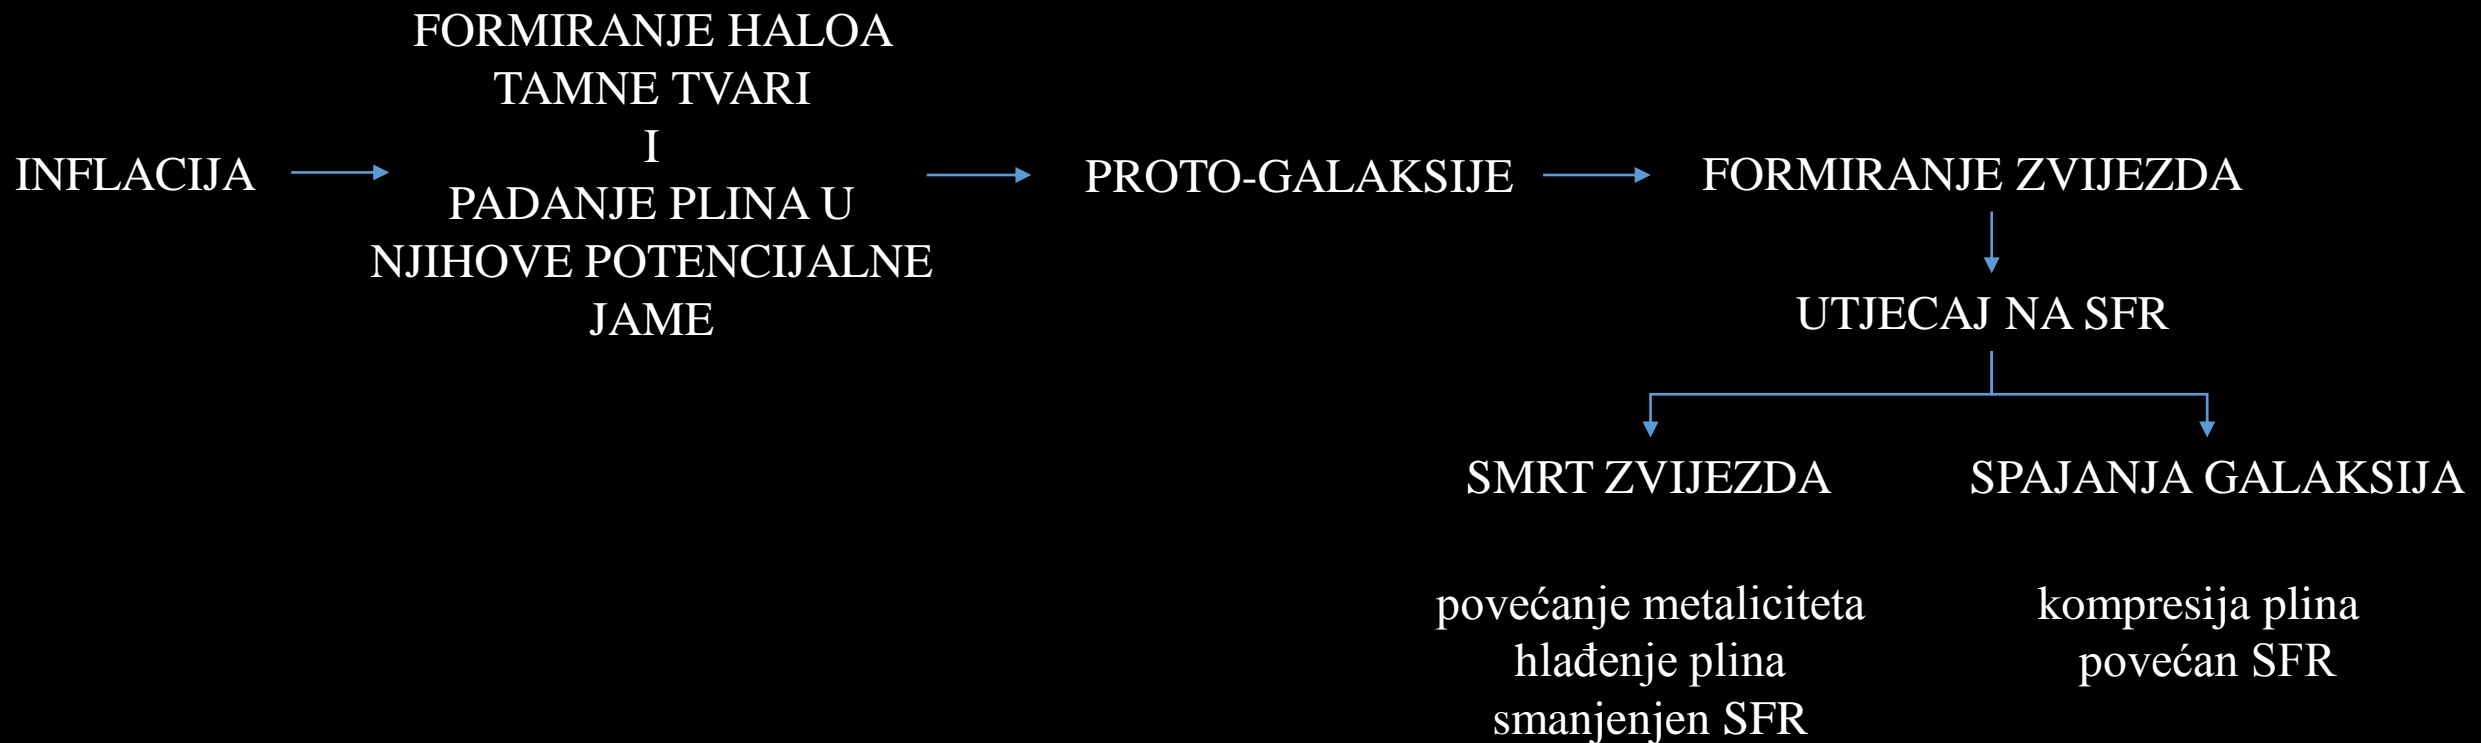 INFLACIJA
FORMIRANJE HALOA
TAMNE TVARI
I
PADANJE PLINA U
NJIHOVE POTENCIJALNE
JAME
PROTO-GALAKSIJE
FORMIRANJE ZVIJEZDA
UTJECAJ NA SFR
SMRT ZVIJEZDA
povećanje metaliciteta
hlađenje plina
smanjenjen SFR
SPAJANJA GALAKSIJA
kompresija plina
povećan SFR